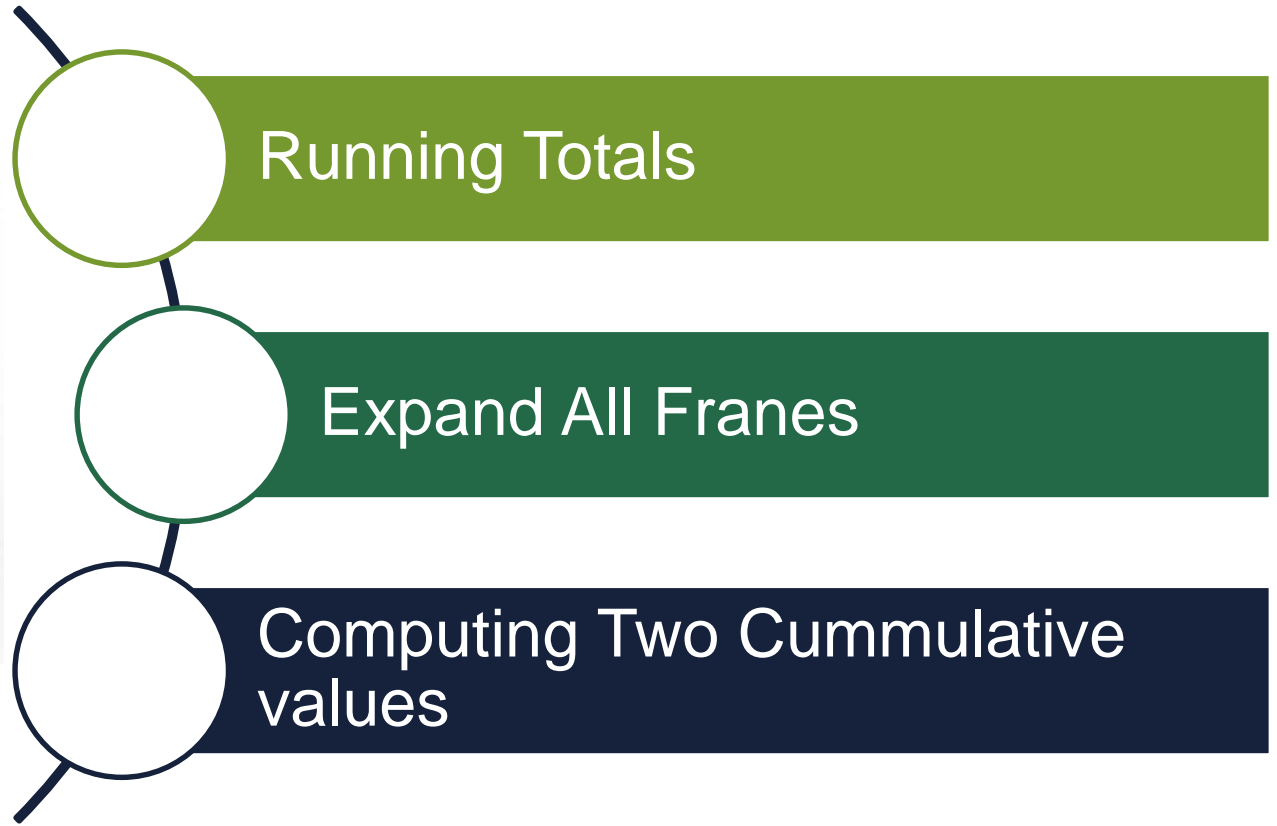 Running Totals
Expand All Franes
Computing Two Cummulative
values